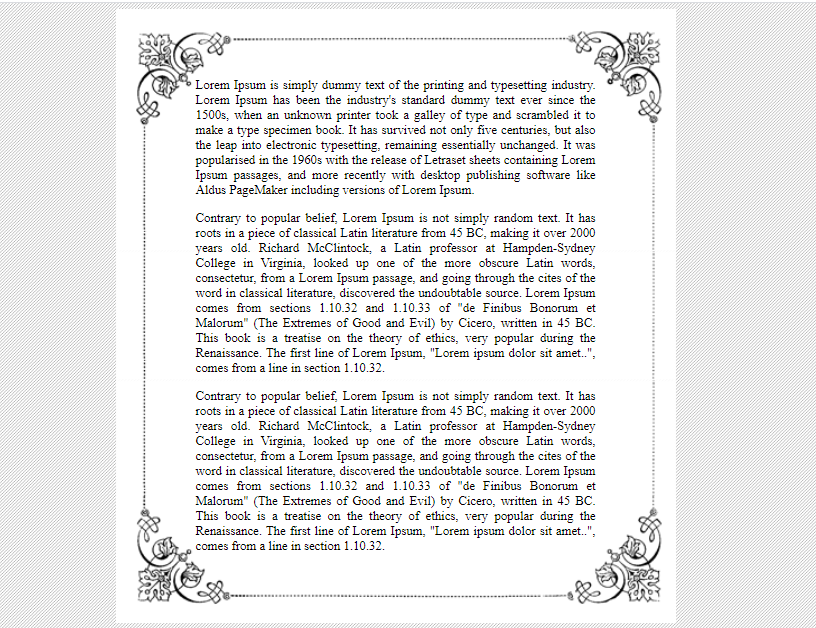 Lorem Ipsum is simply dummy text of the printing and typesetting industry.
Lorem Ipsum has been the industry's standard dummy text ever since the
1500s, when an unknown printer took a galley of type and scrambled it to
make a type specimen book. It has survived not only five centuries, but also
the leap into electronic typesetting, remaining essentially unchanged. It was
popularised in the 1960s with the release of Letraset sheets containing Lorem
Ipsum passages, and more recently with desktop publishing software like
Aldus PageMaker including versions of Lorem Ipsum.
Contrary to popular belief, Lorem Ipsum is not simply random text. It has
roots in a piece of classical Latin literature from 45 BC, making it over 2000
years old. Richard McClintock, a Latin professor at Hampden-Sydney
College in Virginia, looked up one of the more obscure Latin words,
consectetur, from a Lorem Ipsum passage, and going through the cites of the
word in classical literature, discovered the undoubtable source. Lorem Ipsum
comes from sections 1.10.32 and 1.10.33 of "de Finibus Bonorum et
Malorum" (The Extremes of Good and Evil) by Cicero, written in 45 BC.
This book is a treatise on the theory of ethics, very popular during the
Renaissance. The first line of Lorem Ipsum, "Lorem ipsum dolor sit amet..",
comes from a line in section 1.10.32.
Contrary to popular belief, Lorem Ipsum is not simply random text. It has
roots in a piece of classical Latin literature from 45 BC, making it over 2000
years old. Richard McClintock, a Latin professor at Hampden-Sydney
College in Virginia, looked up one of the more obscure Latin words,
consectetur, from a Lorem Ipsum passage, and going through the cites of the
word in classical literature, discovered the undoubtable source. Lorem Ipsum
comes from sections 1.10.32 and 1.10.33 of "de Finibus Bonorum et
Malorum" (The Extremes of Good and Evil) by Cicero, written in 45 BC.
This book is a treatise on the theory of ethics, very popular during the
Renaissance. The first line of Lorem Ipsum, "Lorem ipsum dolor sit amet..",
comes from a line in section 1.10.32.